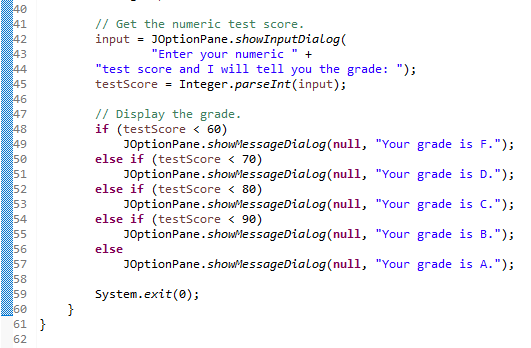 40
41 // Get the numeric test score.
42 input = JOptionPane.showInputDialog(
43 "Enter your numeric " +
44 "test score and I will tell you the grade: ");
45 testScore = Integer.parseInt(input);
46
47 // Display the grade.
48 if (testScore < 60)
49 JOptionPane.showMessageDialog(null, "Your grade is F.");
50 else if (testScore < 70)
51 JOptionPane.showMessageDialog(null, "Your grade is D.");
52 else if (testScore < 80)
53 JOptionPane.showMessageDialog(null, "Your grade is C.");
54 else if (testScore < 90)
55 JOptionPane.showMessageDialog(null, "Your grade is B.");
56 else
57 JOptionPane.showMessageDialog(null, "Your grade is A.");
58
59 System.exit(0);
60 }
61 }
62